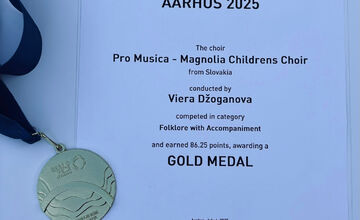 AARHUS 2025
The choir
Pro Musica - Magnolia Childrens Choir
from Slovakia
conducted by
Viera Džoganova
competed in category
Folklore with Accompaniment
and earned 86.25 points, awarding a
GOLD MEDAL